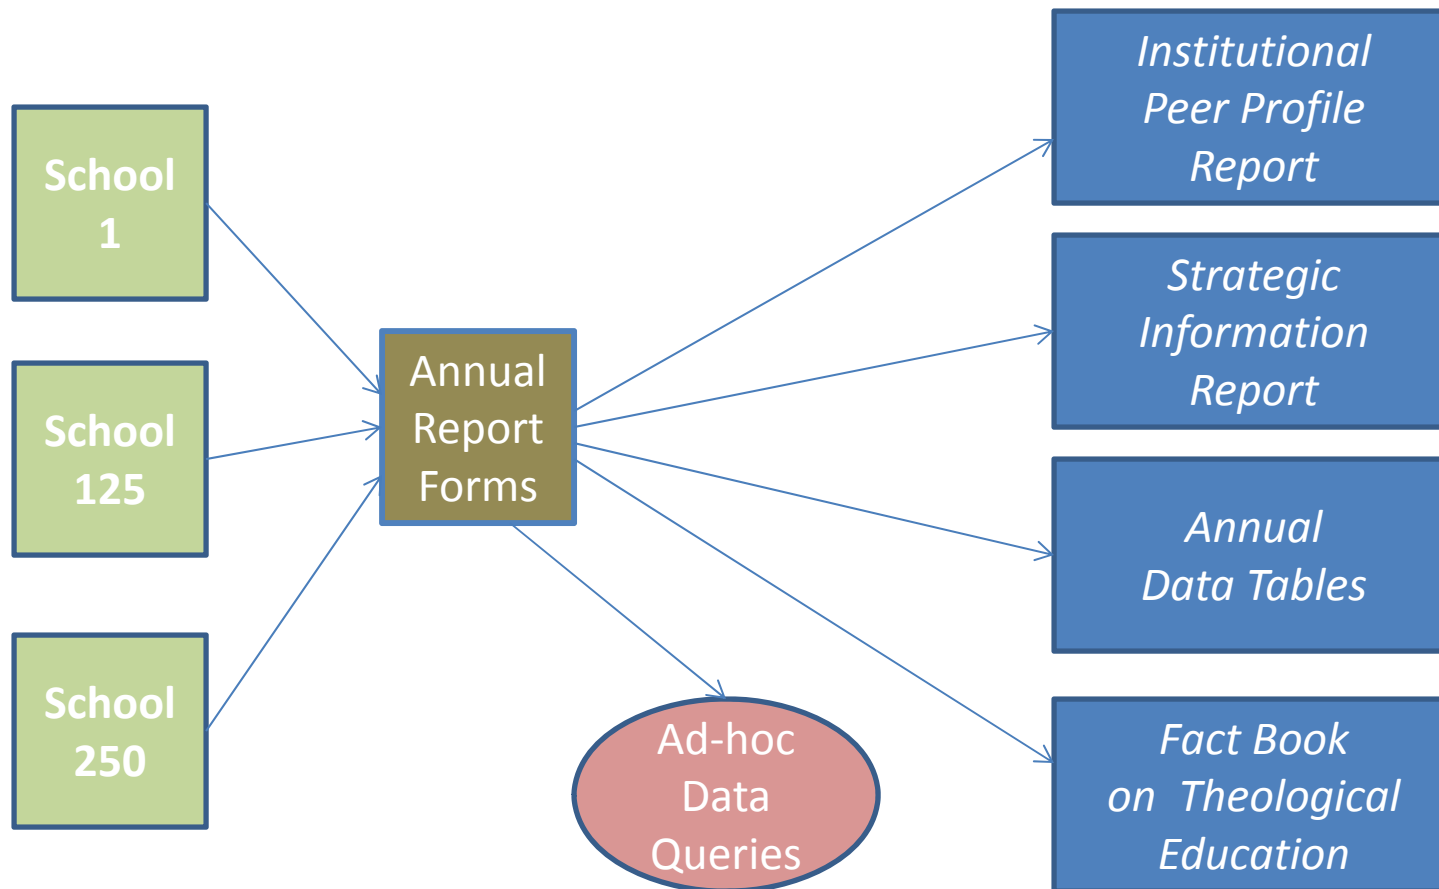 School
1
School
125
School
250
Annual
Report
Forms
Ad-hoc
Data
Queries
Institutional
Peer Profile
Report
Strategic
Information
Report
Annual
Data Tables
Fact Book
on  Theological
Education